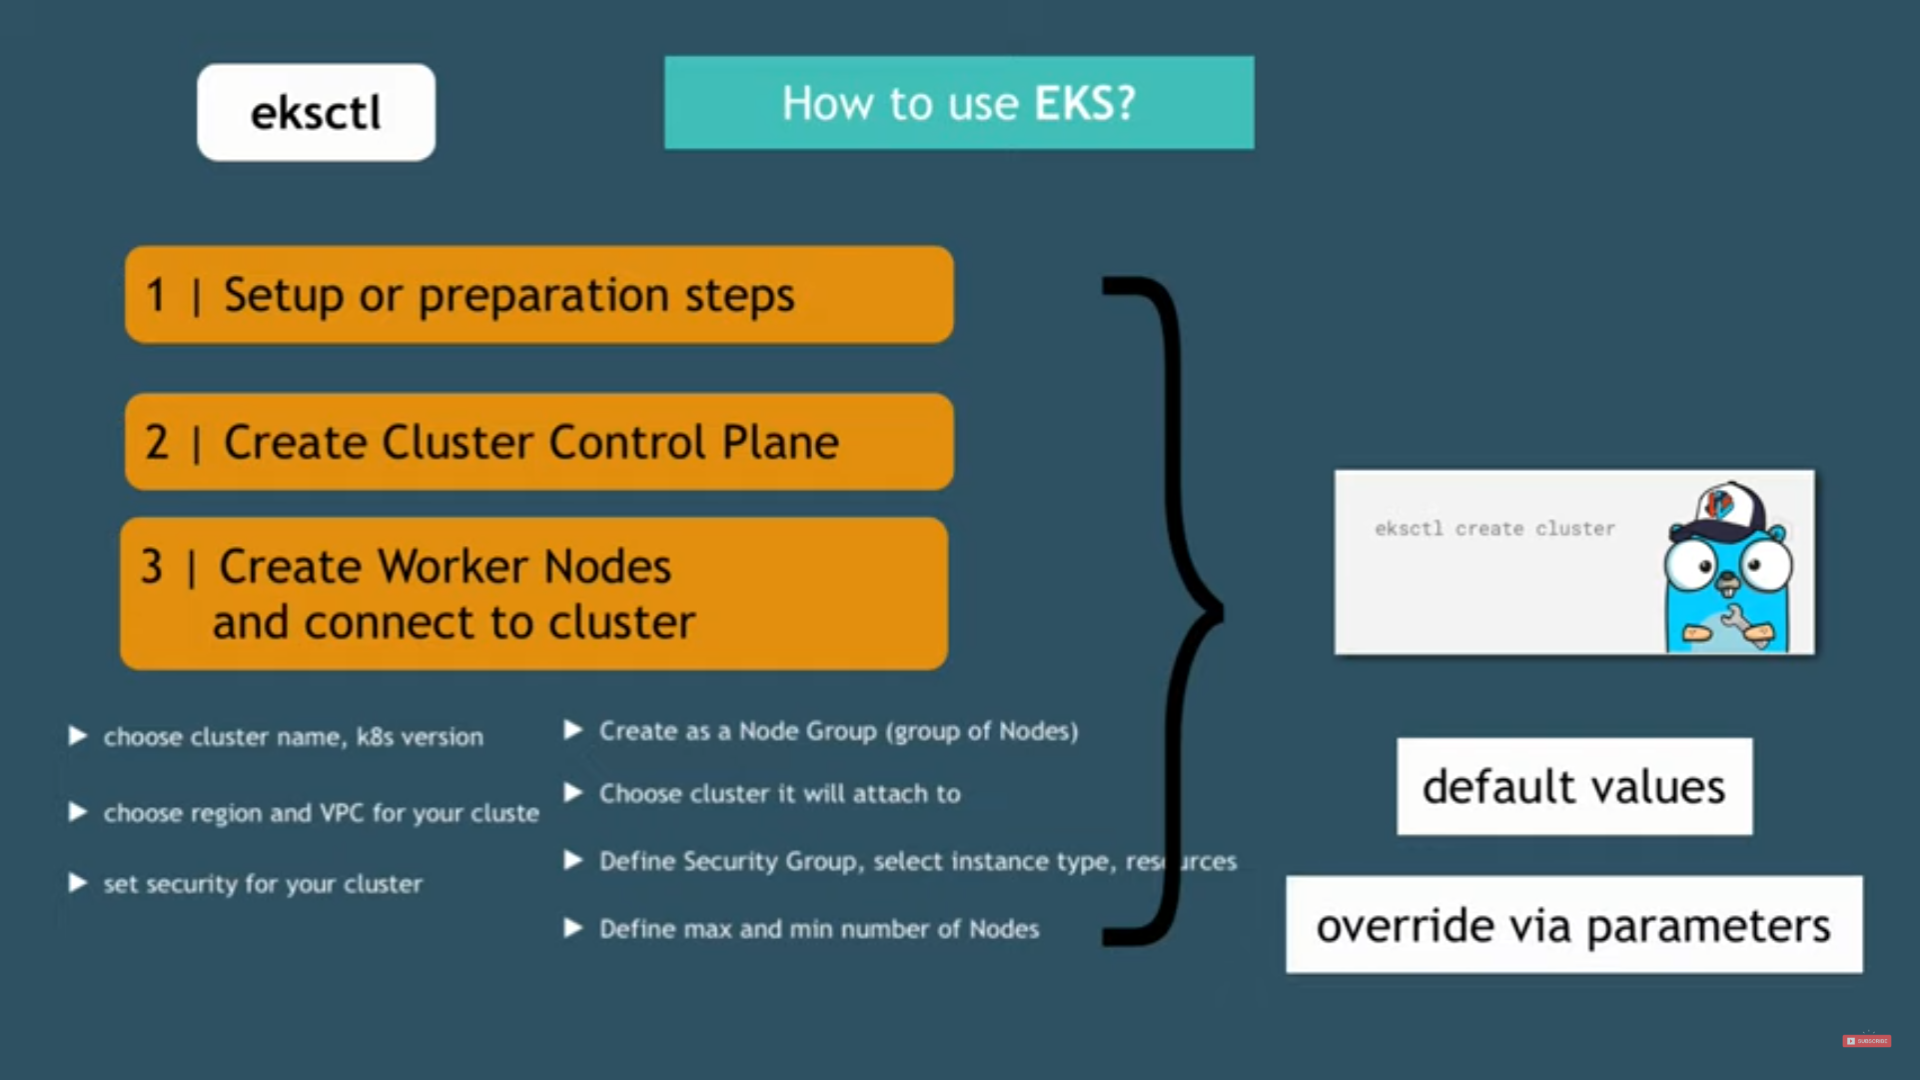 eksctl
How to use EKS?
1 | Setup or preparation steps
2 | Create Cluster Control Plane
3 | Create Worker Nodes
and connect to cluster
choose cluster name, k8s version
choose region and VPC for your cluste
set security for your cluster
Create as a Node Group (group of Nodes)
Choose cluster it will attach to
Define Security Group, select instance type, resources
Define max and min number of Nodes
eksctl create cluster
default values
override via parameters
SUBSCRIBE